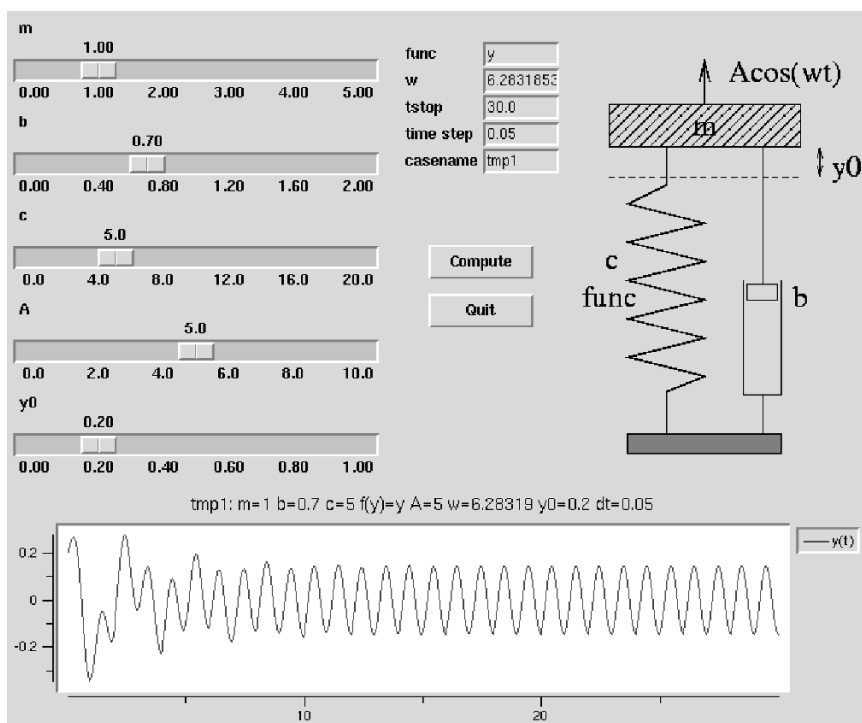 m
1.00
0.00 1.00 2.00 3.00 4.00 5.00
b
0.70
0.00 0.40 0.80 1.20 1.60 2.00
c
5.0
0.0 4.0 8.0 12.0 16.0 20.0
A
5.0
0.0 2.0 4.0 6.0 8.0 10.0
y0
0.20
0.00 0.20 0.40 0.60 0.80 1.00
func y
w 6.2831853
tstop 30.0
time step 0.05
casename tmp1
Compute
Quit
Acos(wt)
m
y0
c
func
b
tmp1: m=1 b=0.7 c=5 f(y)=y A=5 w=6.28319 y0=0.2 dt=0.05
y(t)
0.2
0
-0.2
10 20